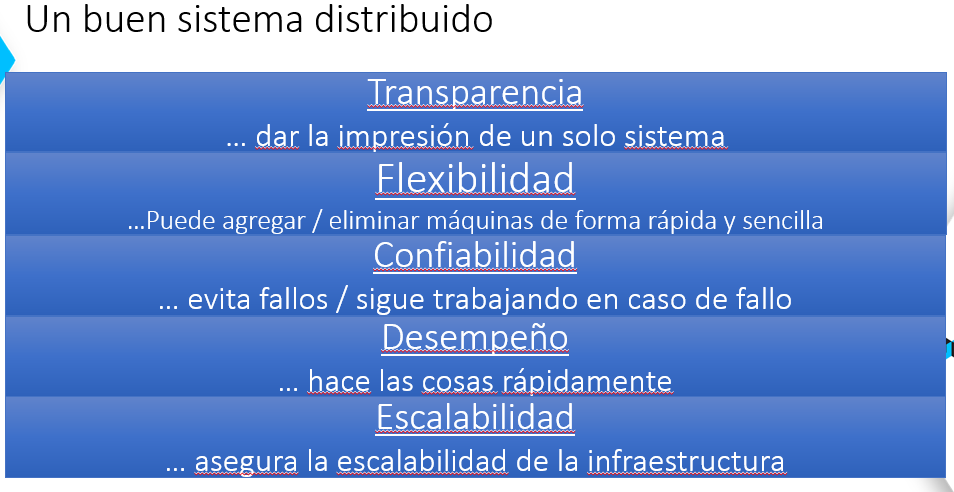 Un buen sistema distribuido
Transparencia
... dar la impresión de un solo sistema
Flexibilidad
...Puede agregar / eliminar máquinas de forma rápida y sencilla
Confiabilidad
... evita fallos / sigue trabajando en caso de fallo
Desempeño
... hace las cosas rápidamente
Escalabilidad
... asegura la escalabilidad de la infraestructura